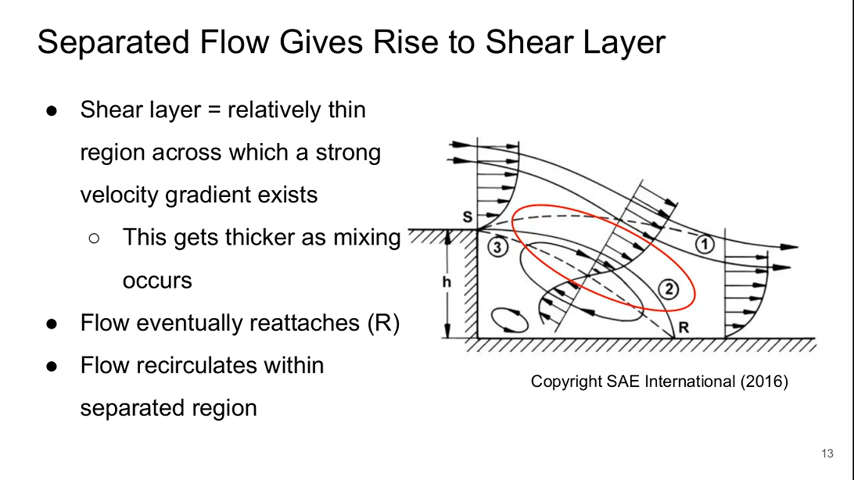 Separated Flow Gives Rise to Shear Layer
● Shear layer = relatively thin
region across which a strong
velocity gradient exists
○ This gets thicker as mixing
occurs
● Flow eventually reattaches (R)
● Flow recirculates within
separated region
S
1
3
h
2
R
Copyright SAE International (2016)
13